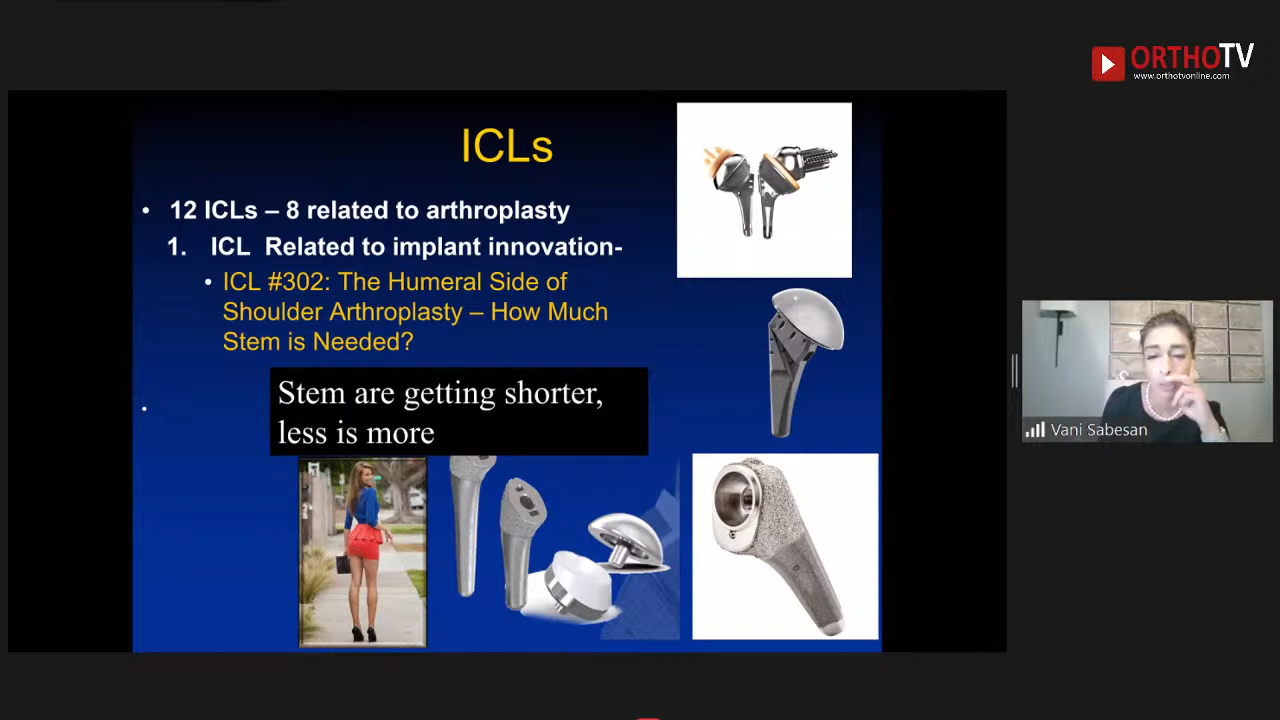 ORTHOTV
www.orthotvonline.com
ICLs
• 12 ICLs – 8 related to arthroplasty
1. ICL Related to implant innovation-
• ICL #302: The Humeral Side of
Shoulder Arthroplasty – How Much
Stem is Needed?
Stem are getting shorter,
less is more
Vani Sabesan